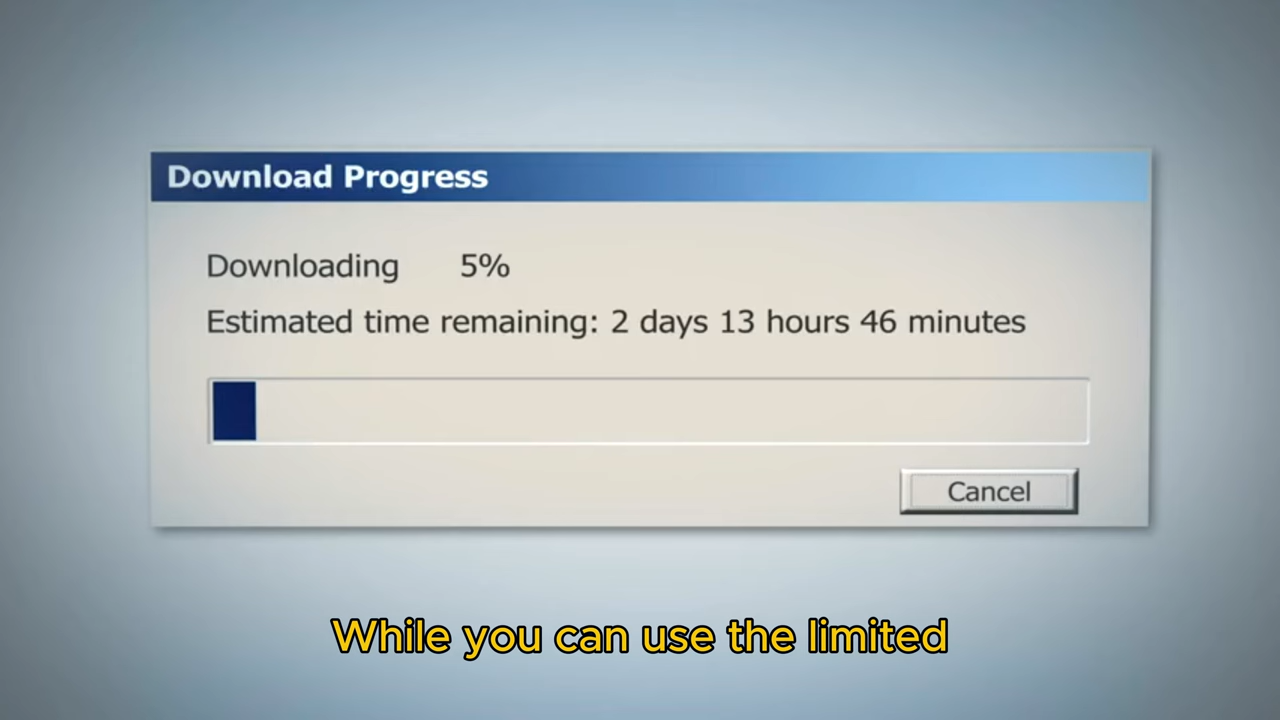 Download Progress
Downloading 5%
Estimated time remaining: 2 days 13 hours 46 minutes
Cancel
While you can use the limited